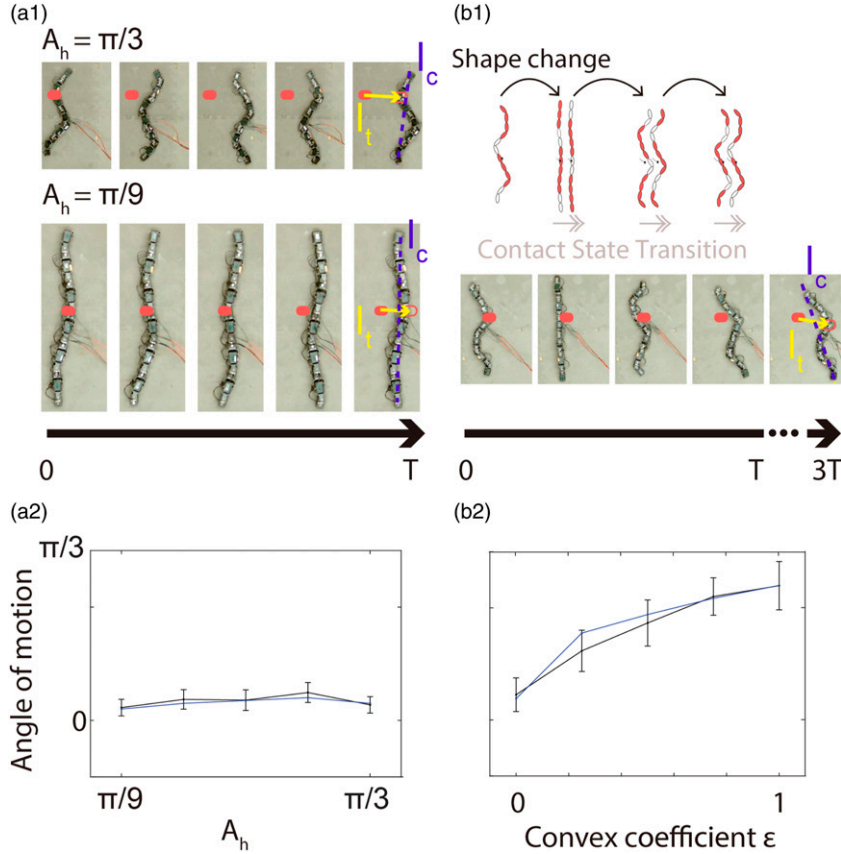 (a1)
A_h = π/3
c
t
A_h = π/9
c
t
0
T
(b1)
Shape change
Contact State Transition
c
t
0
T
3T
(a2)
π/3
Angle of motion
0
π/9
π/3
A_h
(b2)
0
1
Convex coefficient ε